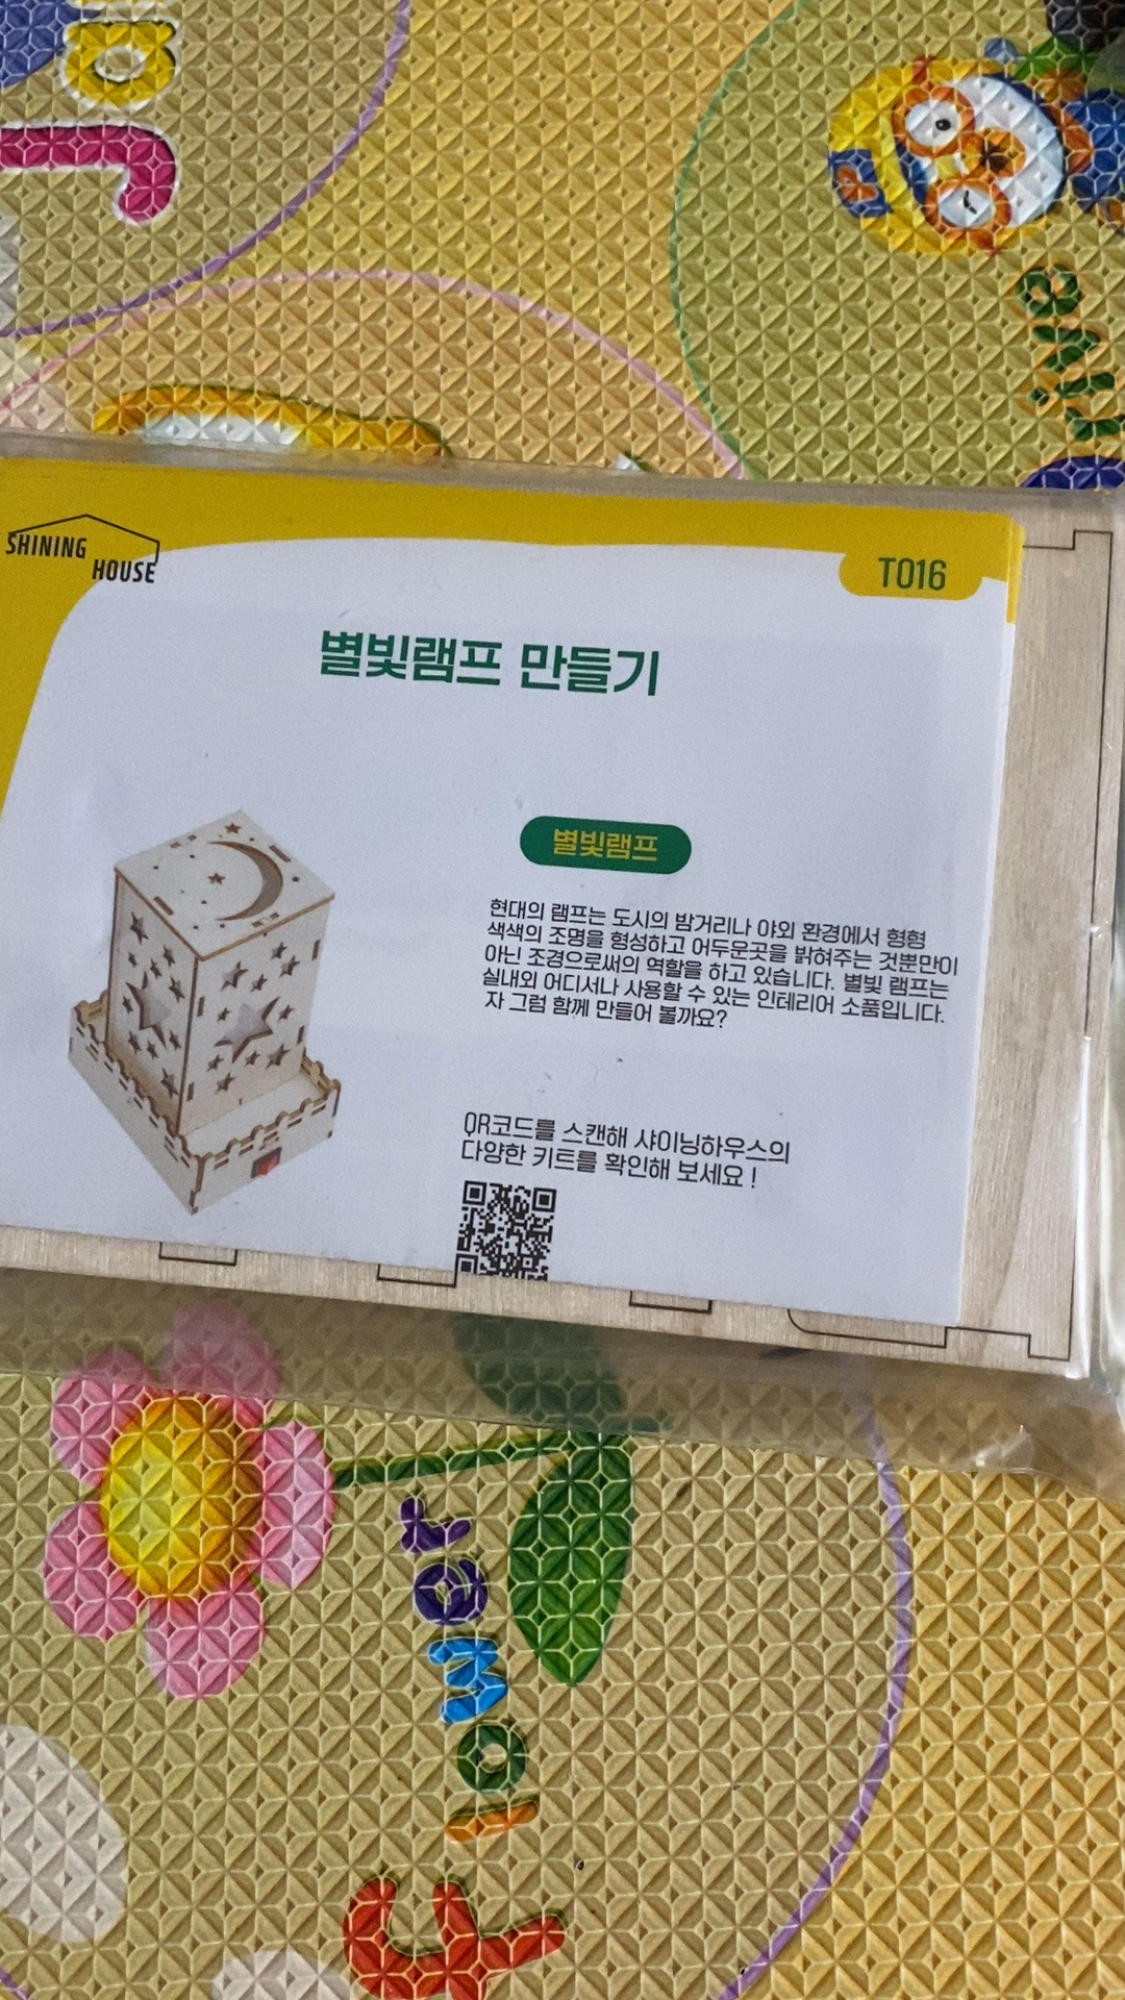 Ja
rive
SHINING
HOUSE
T016
별빛램프 만들기
별빛램프
현대의 램프는 도시의 밤거리나 야외 환경에서 형형
색색의 조명을 형성하고 어두운곳을 밝혀주는 것뿐만이
아닌 조경으로써의 역할을 하고 있습니다. 별빛 램프는
실내외 어디서나 사용할 수 있는 인테리어 소품입니다.
자 그럼 함께 만들어 볼까요?
QR코드를 스캔해 샤이닝하우스의
다양한 키트를 확인해 보세요 !
Flower